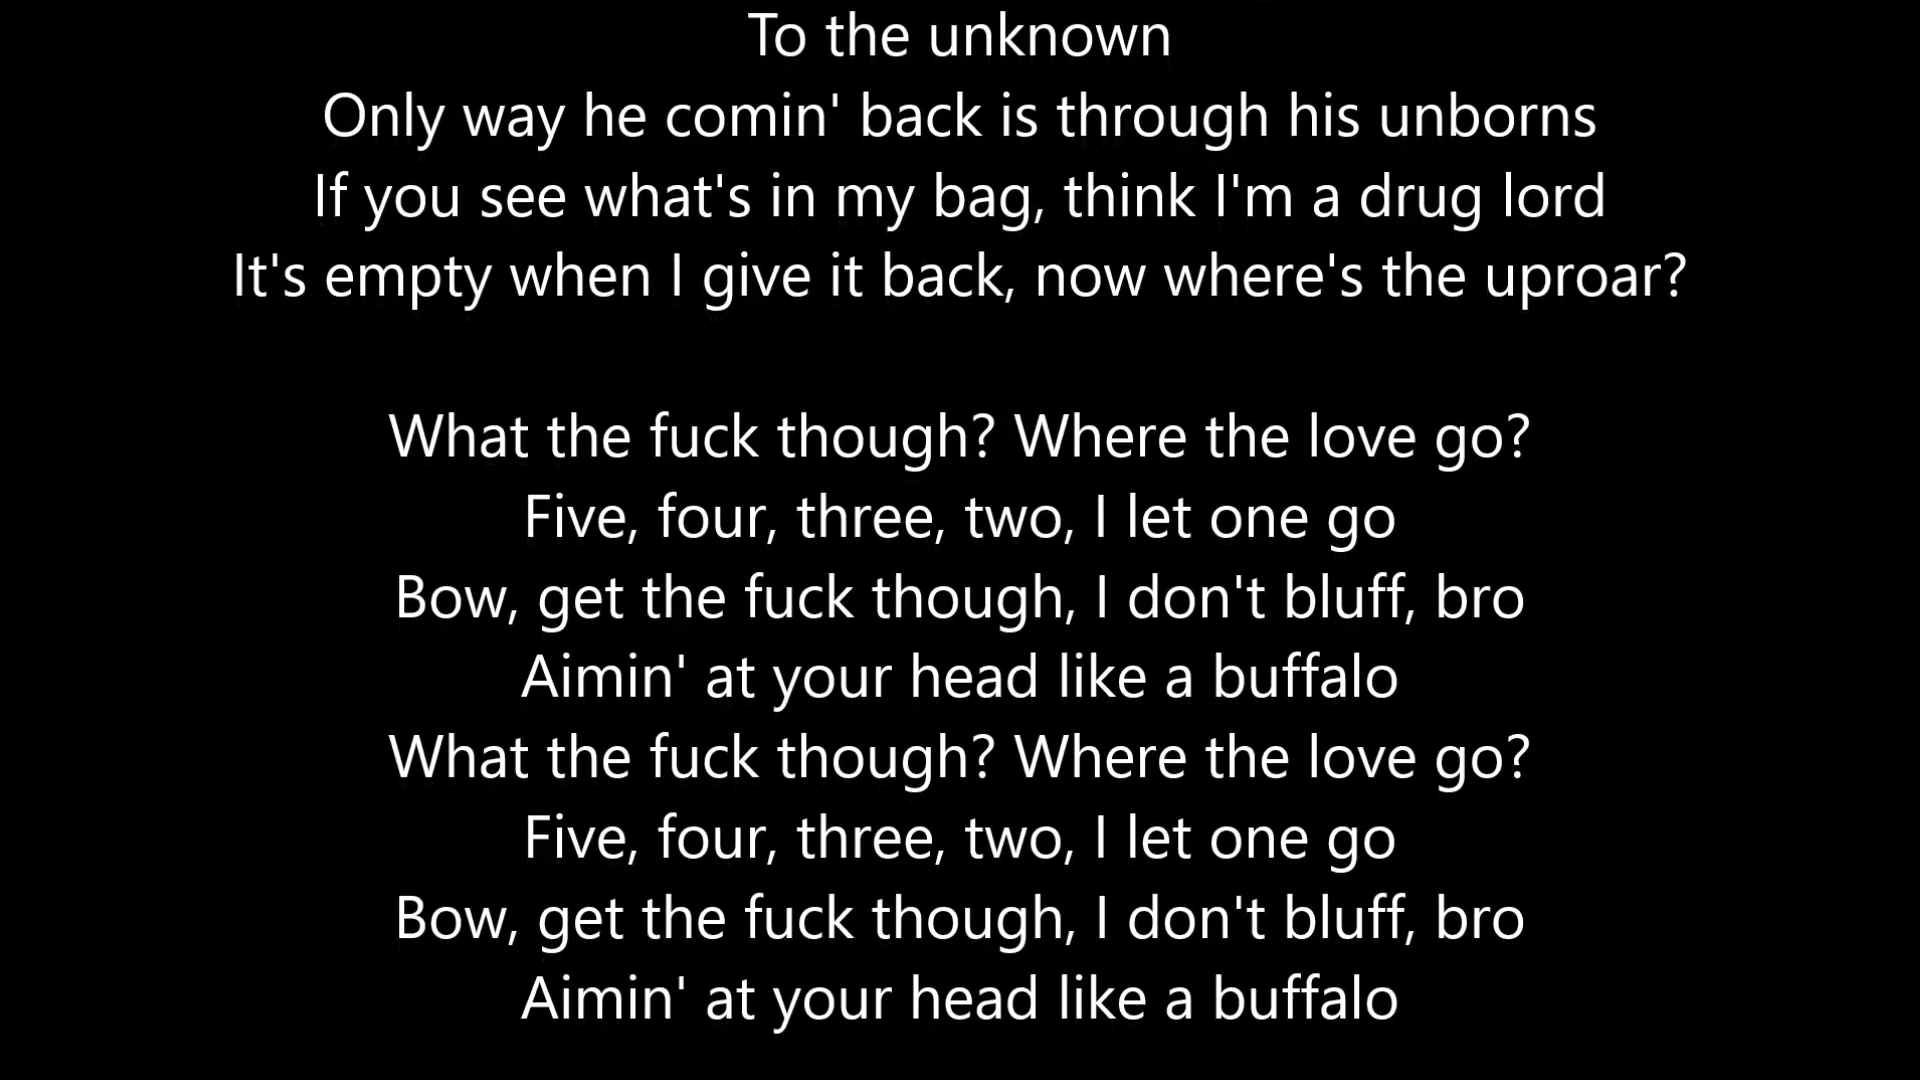 To the unknown
Only way he comin' back is through his unborns
If you see what's in my bag, think I'm a drug lord
It's empty when I give it back, now where's the uproar?
What the fuck though? Where the love go?
Five, four, three, two, I let one go
Bow, get the fuck though, I don't bluff, bro
Aimin' at your head like a buffalo
What the fuck though? Where the love go?
Five, four, three, two, I let one go
Bow, get the fuck though, I don't bluff, bro
Aimin' at your head like a buffalo